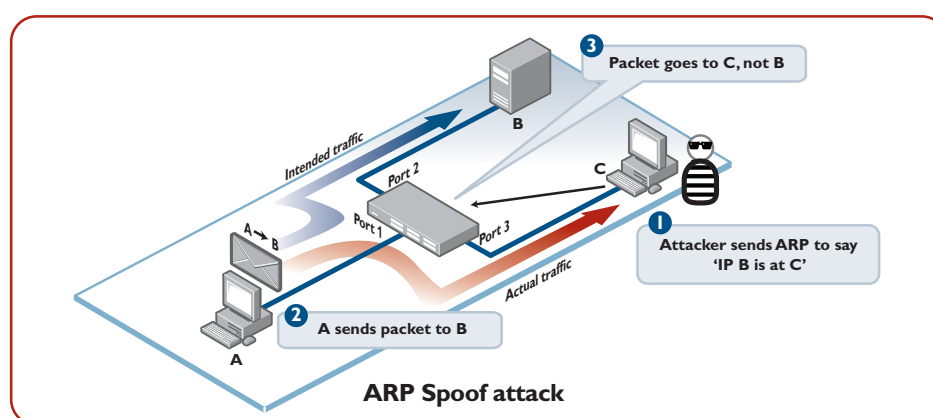 3
Packet goes to C, not B
B
Intended traffic
Port 2
C
A → B
Port 1
Port 3
1
Attacker sends ARP to say
‘IP B is at C’
Actual traffic
2
A sends packet to B
A
ARP Spoof attack